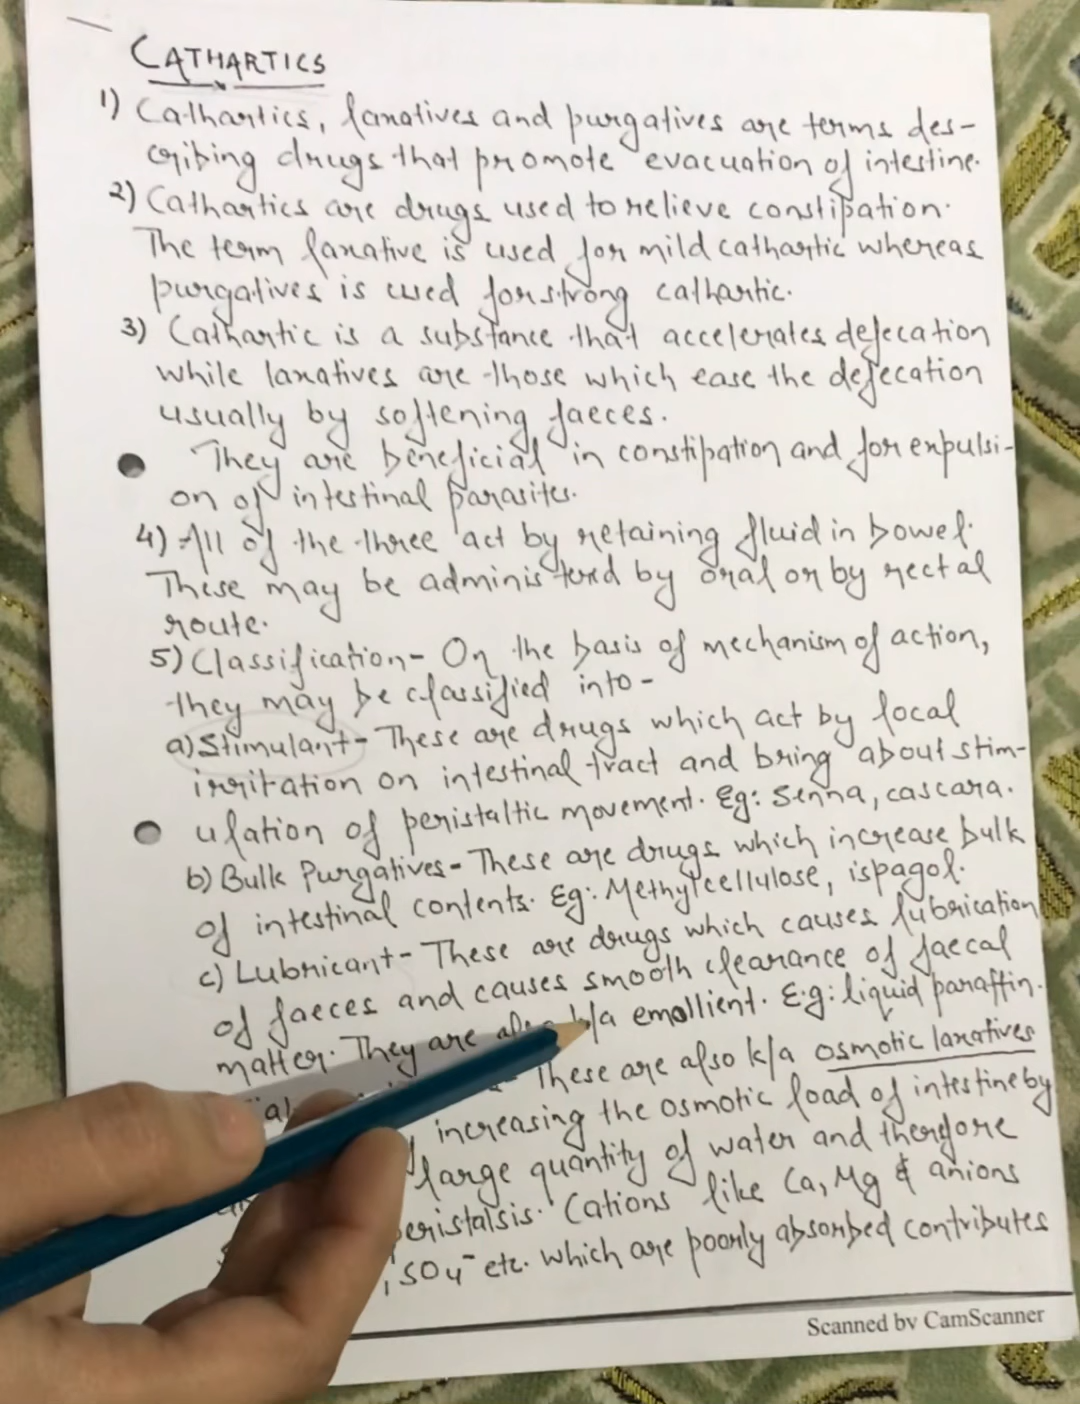 CATHARTICS
1) Cathartics, laxatives and purgatives are terms des-
cribing drugs that promote evacuation of intestine.
2) Cathartics are drugs used to relieve constipation.
The term laxative is used for mild cathartic whereas
purgatives is used for strong cathartic.
3) Cathartic is a substance that accelerates defecation
while laxatives are those which ease the defecation
usually by softening faeces.
They are beneficial in constipation and for expulsi-
on of intestinal parasites.
4) All of the three act by retaining fluid in bowel.
These may be administerd by oral or by rectal
route.
5) Classification - On the basis of mechanism of action,
they may be classified into -
a) Stimulant - These are drugs which act by local
irritation on intestinal tract and bring about stim-
ulation of peristaltic movement. Eg: Senna, cascara.
b) Bulk Purgatives - These are drugs which increase bulk
of intestinal contents. Eg: Methylcellulose, ispagol.
c) Lubricant - These are drugs which causes lubrication
of faeces and causes smooth clearance of faecal
matter. They are also k/a emollient. E.g: liquid paraffin.
These are also k/a osmotic laxatives
increasing the osmotic load of intestine by
large quantity of water and therefore
peristalsis. Cations like Ca, Mg & anions
, SO4⁻ etc. which are poorly absorbed contributes
Scanned by CamScanner